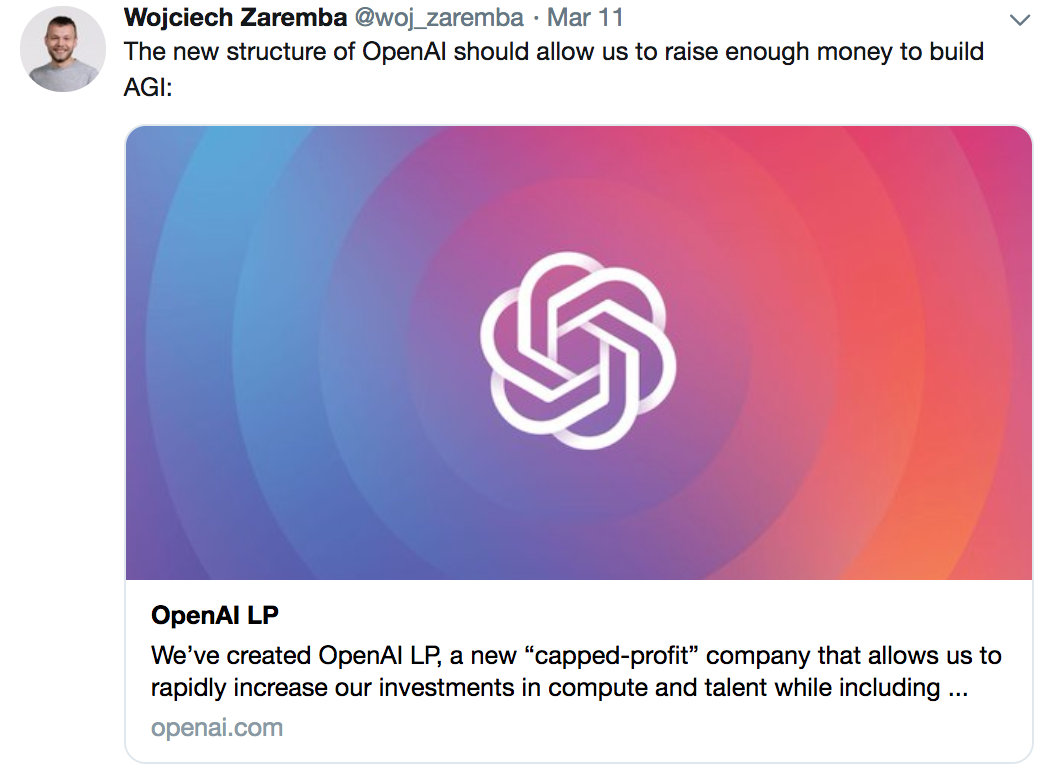 Wojciech Zaremba @woj_zaremba · Mar 11
The new structure of OpenAI should allow us to raise enough money to build
AGI:
OpenAI LP
We’ve created OpenAI LP, a new “capped-profit” company that allows us to
rapidly increase our investments in compute and talent while including ...
openai.com